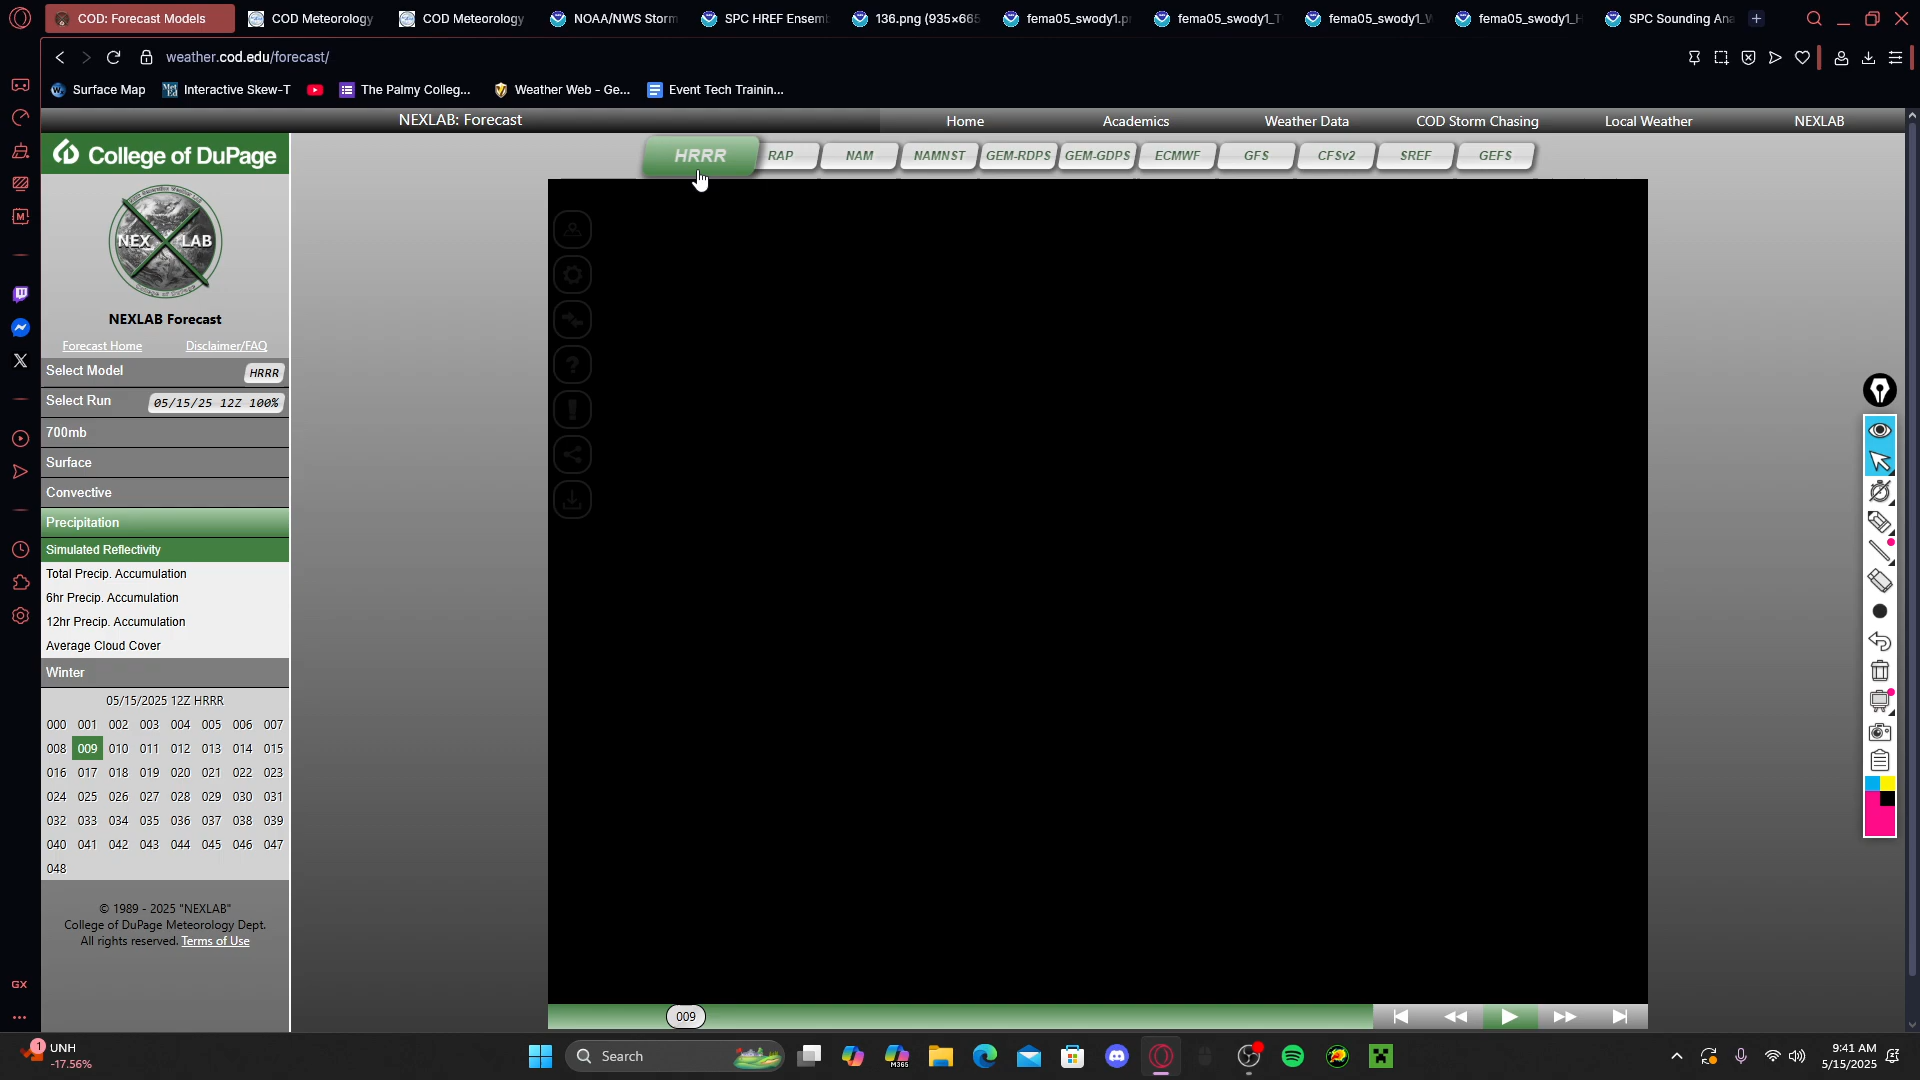 COD: Forecast Models
COD Meteorology
COD Meteorology
NOAA/NWS Storm
SPC HREF Ensemb
136.png (935×665
fema05_swody1.p
fema05_swody1_T
fema05_swody1_W
fema05_swody1_H
SPC Sounding Ana
weather.cod.edu/forecast/
Surface Map
Interactive Skew-T
The Palmy Colleg...
Weather Web - Ge...
Event Tech Trainin...
NEXLAB: Forecast
Home
Academics
Weather Data
COD Storm Chasing
Local Weather
NEXLAB
College of DuPage
HRRR
RAP
NAM
NAMNST
GEM-RDPS
GEM-GDPS
ECMWF
GFS
CFSv2
SREF
GEFS
NEX LAB
NEXLAB Forecast
Forecast Home
Disclaimer/FAQ
Select Model
HRRR
Select Run
05/15/25 12Z 100%
700mb
Surface
Convective
Precipitation
Simulated Reflectivity
Total Precip. Accumulation
6hr Precip. Accumulation
12hr Precip. Accumulation
Average Cloud Cover
Winter
05/15/2025 12Z HRRR
000 001 002 003 004 005 006 007
008 009 010 011 012 013 014 015
016 017 018 019 020 021 022 023
024 025 026 027 028 029 030 031
032 033 034 035 036 037 038 039
040 041 042 043 044 045 046 047
048
© 1989 - 2025 "NEXLAB"
College of DuPage Meteorology Dept.
All rights reserved. Terms of Use
GX
009
1
UNH
-17.56%
Search
M365
9:41 AM
5/15/2025